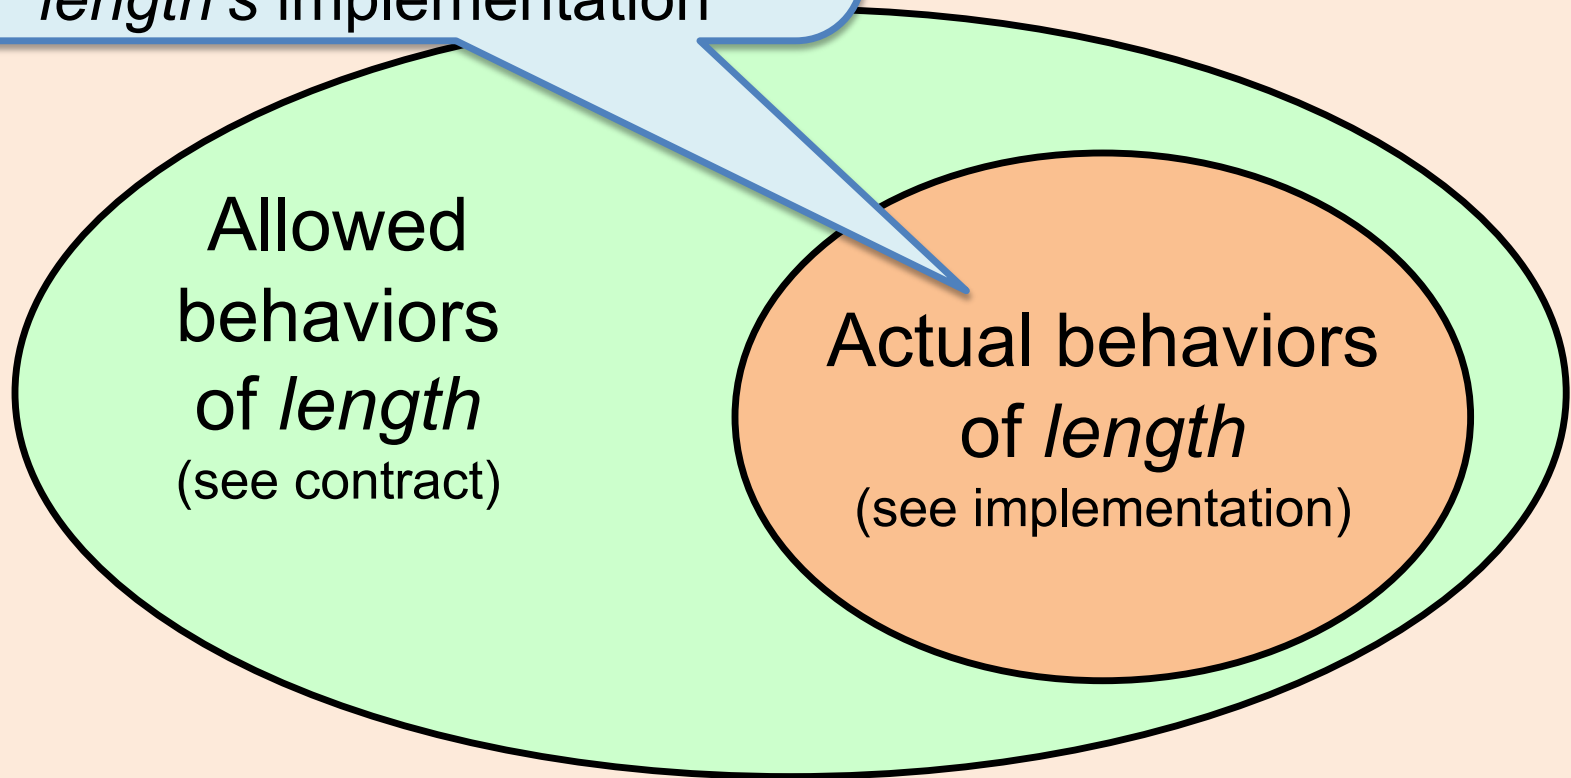 length's implementation
Allowed
behaviors
of length
(see contract)
Actual behaviors
of length
(see implementation)